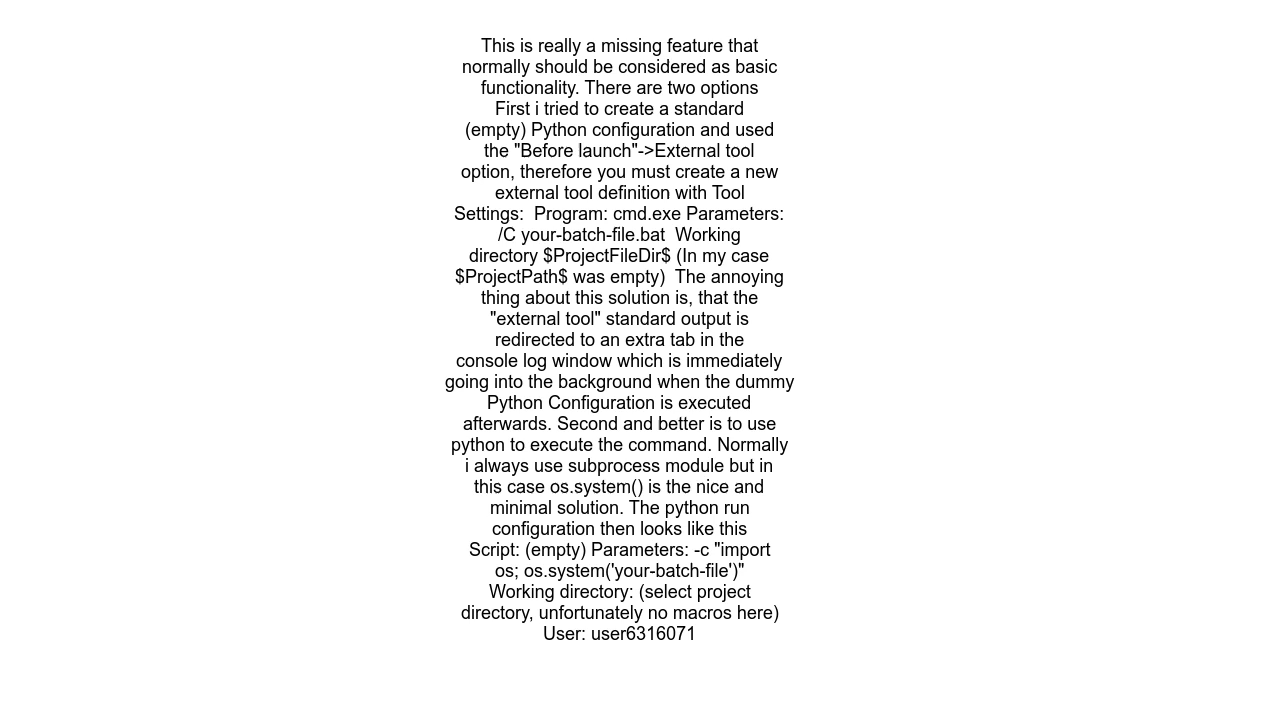 This is really a missing feature that
normally should be considered as basic
functionality. There are two options
First i tried to create a standard
(empty) Python configuration and used
the "Before launch"->External tool
option, therefore you must create a new
external tool definition with Tool
Settings:  Program: cmd.exe Parameters:
/C your-batch-file.bat  Working
directory $ProjectFileDir$ (In my case
$ProjectPath$ was empty)  The annoying
thing about this solution is, that the
"external tool" standard output is
redirected to an extra tab in the
console log window which is immediately
going into the background when the dummy
Python Configuration is executed
afterwards. Second and better is to use
python to execute the command. Normally
i always use subprocess module but in
this case os.system() is the nice and
minimal solution. The python run
configuration then looks like this
Script: (empty) Parameters: -c "import
os; os.system('your-batch-file')"
Working directory: (select project
directory, unfortunately no macros here)
User: user6316071